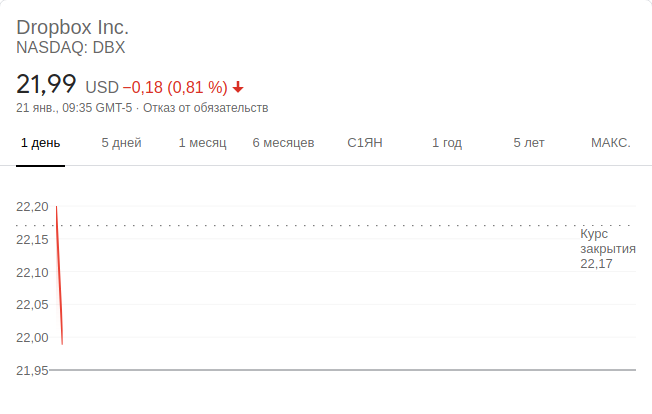 Dropbox Inc.
NASDAQ: DBX
21,99 USD −0,18 (0,81 %)
21 янв., 09:35 GMT-5 · Отказ от обязательств
1 день 5 дней 1 месяц 6 месяцев С1ЯН 1 год 5 лет МАКС.
22,20
22,15
22,10
22,05
22,00
21,95
Курс
закрытия
22,17